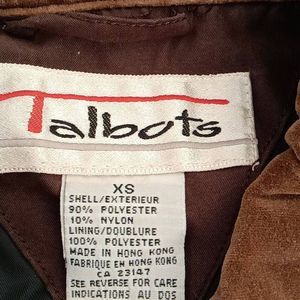 Talbots
XS
SHELL/EXTERIEUR
90% POLYESTER
10% NYLON
LINING/DOUBLURE
100% POLYESTER
MADE IN HONG KONG
FABRIQUE EN HONG KONG
CA 23147
SEE REVERSE FOR CARE
INDICATIONS AU DOS